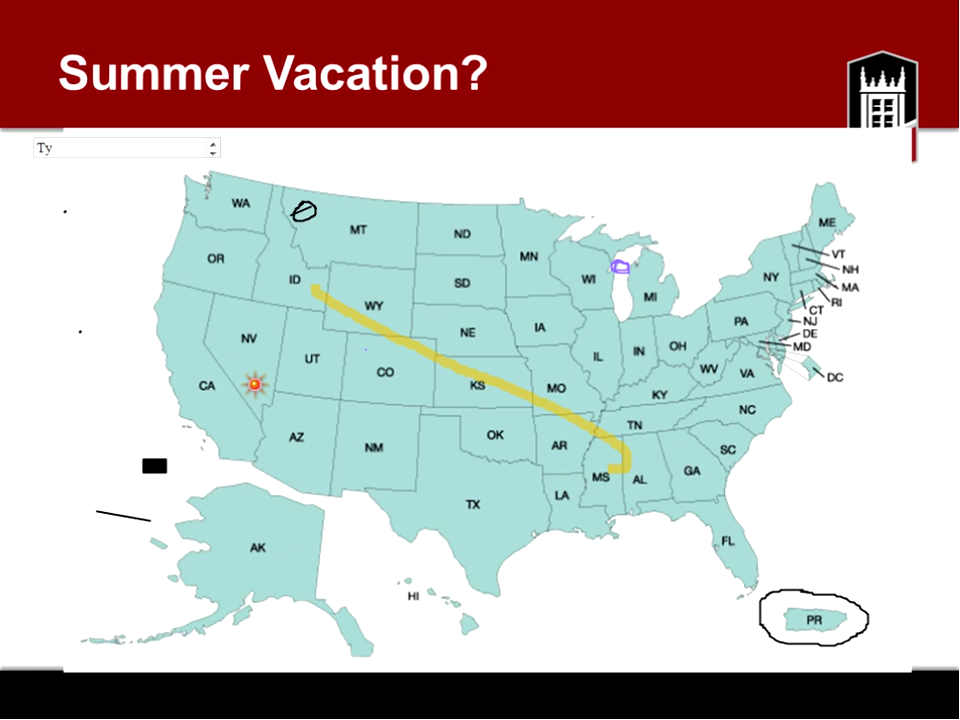 Summer Vacation?
Ty
WA
MT
ND
MN
ME
OR
ID
SD
WI
MI
NY
VT
NH
MA
RI
CT
WY
NE
IA
PA
NJ
DE
MD
NV
UT
CO
KS
MO
IL
IN
OH
WV
VA
DC
CA
KY
NC
AZ
NM
OK
AR
TN
SC
MS
AL
GA
TX
LA
FL
AK
HI
PR